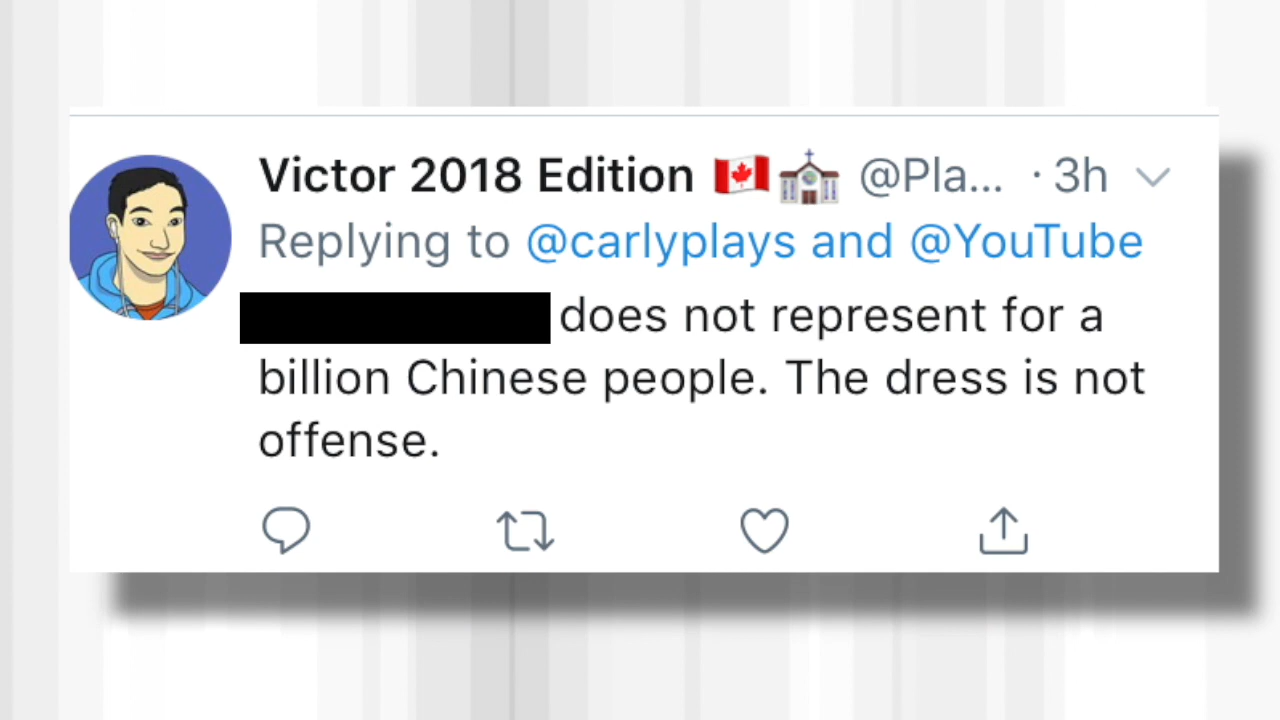 Victor 2018 Edition 🇨🇦⛪ @Pla... · 3h
Replying to @carlyplays and @YouTube
does not represent for a
billion Chinese people. The dress is not
offense.